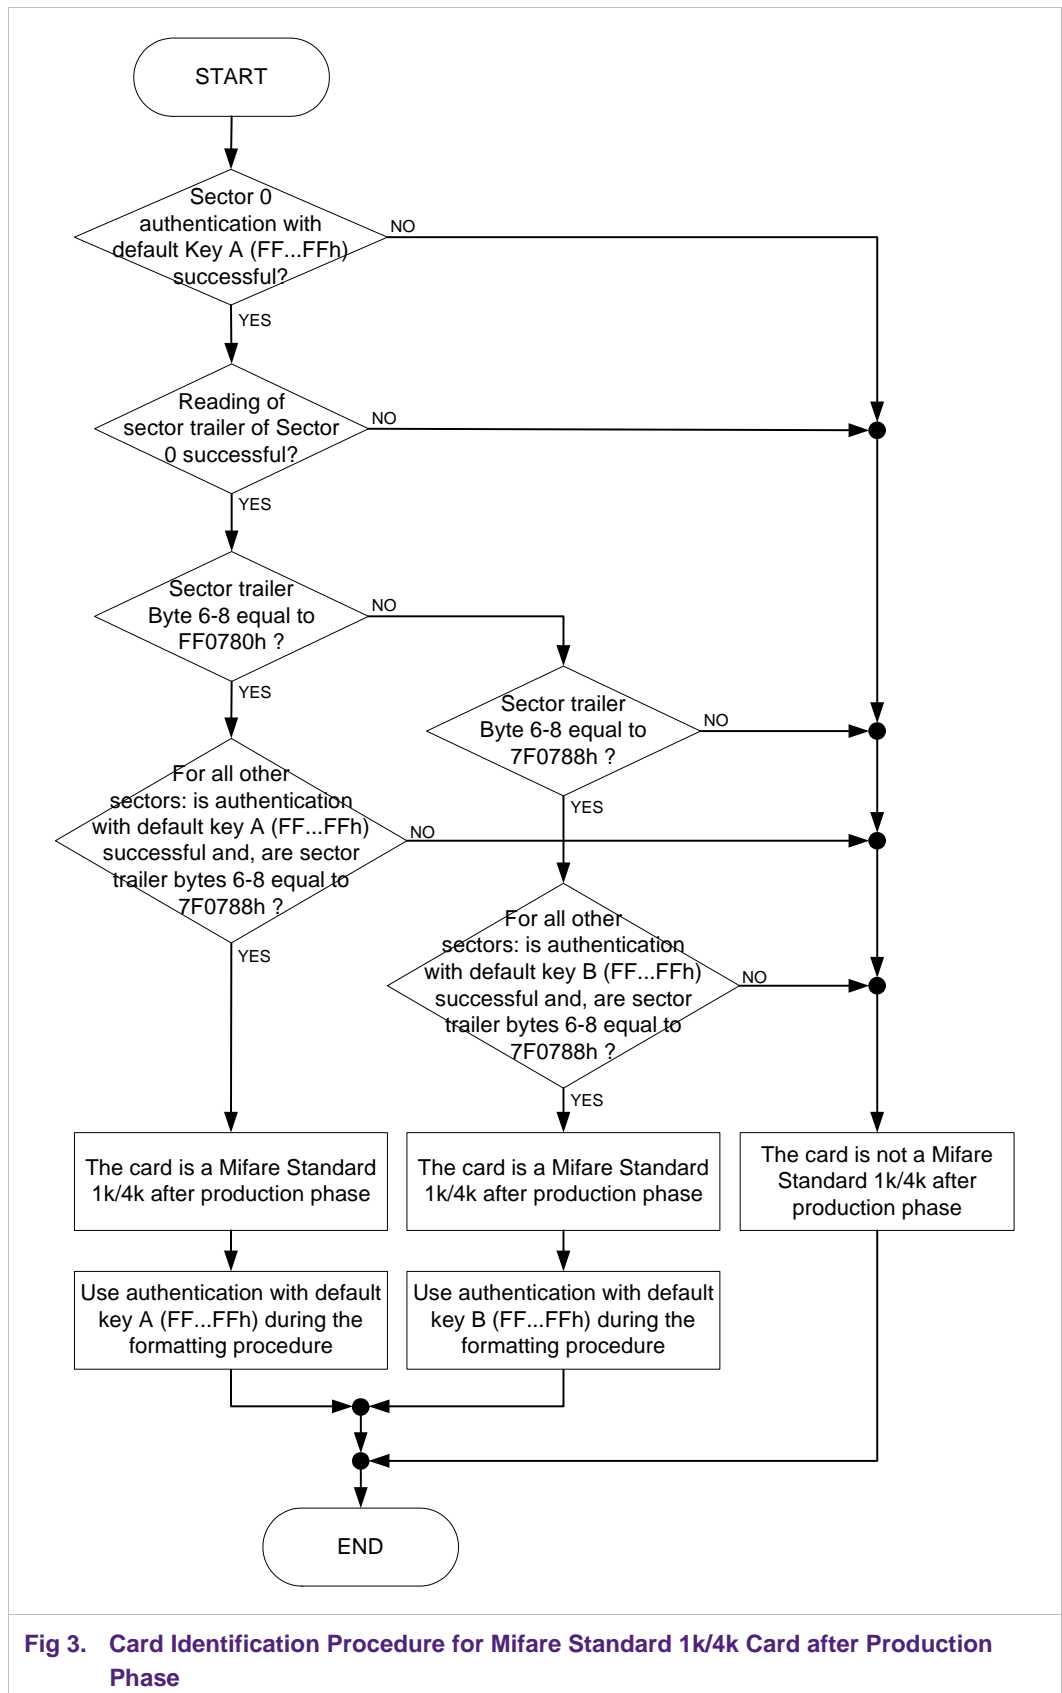 START
Sector 0
authentication with
default Key A (FF...FFh)
successful?
NO
YES
Reading of
sector trailer of Sector
0 successful?
NO
YES
Sector trailer
Byte 6-8 equal to
FF0780h ?
NO
YES
Sector trailer
Byte 6-8 equal to
7F0788h ?
NO
YES
For all other
sectors: is authentication
with default key A (FF...FFh)
successful and, are sector
trailer bytes 6-8 equal to
7F0788h ?
NO
YES
For all other
sectors: is authentication
with default key B (FF...FFh)
successful and, are sector
trailer bytes 6-8 equal to
7F0788h ?
NO
YES
The card is a Mifare Standard
1k/4k after production phase
The card is a Mifare Standard
1k/4k after production phase
The card is not a Mifare
Standard 1k/4k after
production phase
Use authentication with default
key A (FF...FFh) during the
formatting procedure
Use authentication with default
key B (FF...FFh) during the
formatting procedure
END
Fig 3. Card Identification Procedure for Mifare Standard 1k/4k Card after Production
Phase